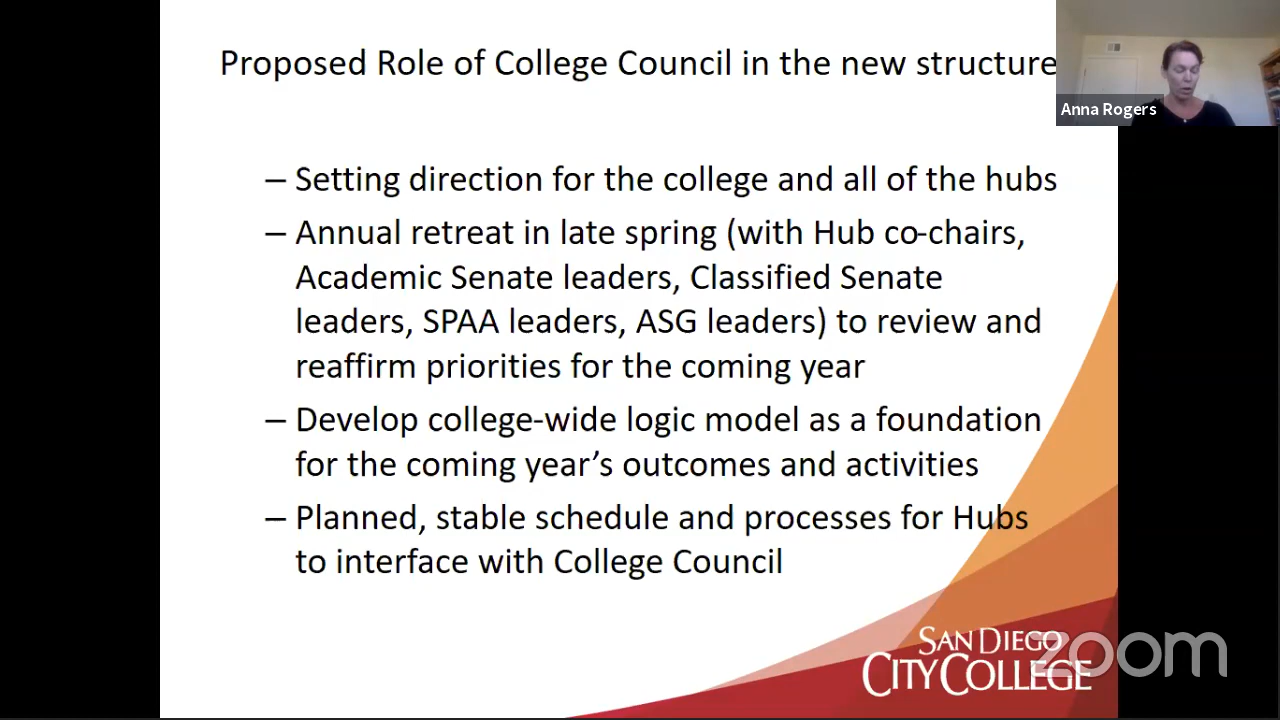 Proposed Role of College Council in the new structure
Anna Rogers
– Setting direction for the college and all of the hubs
– Annual retreat in late spring (with Hub co-chairs,
Academic Senate leaders, Classified Senate
leaders, SPAA leaders, ASG leaders) to review and
reaffirm priorities for the coming year
– Develop college-wide logic model as a foundation
for the coming year’s outcomes and activities
– Planned, stable schedule and processes for Hubs
to interface with College Council
SAN DIEGO
CITY COLLEGE
zoom